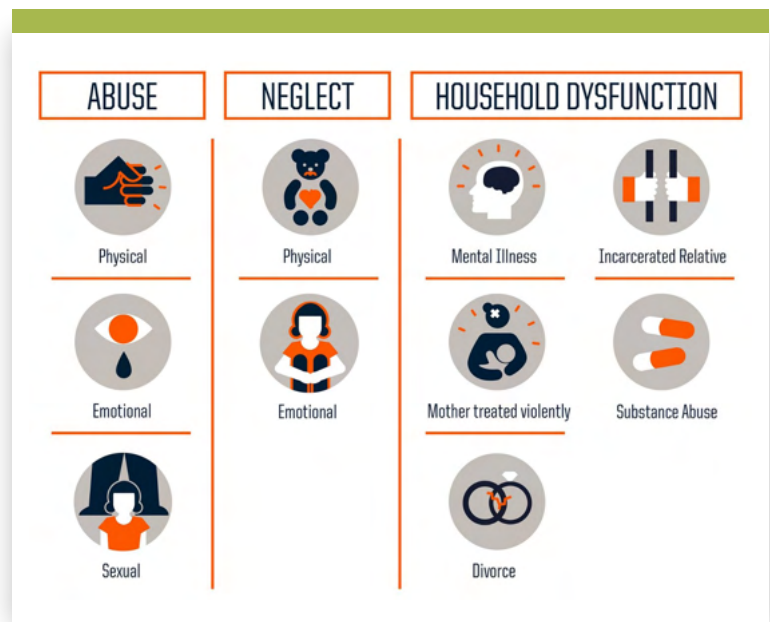 ABUSE
Physical
Emotional
Sexual
NEGLECT
Physical
Emotional
HOUSEHOLD DYSFUNCTION
Mental Illness
Incarcerated Relative
Mother treated violently
Substance Abuse
Divorce